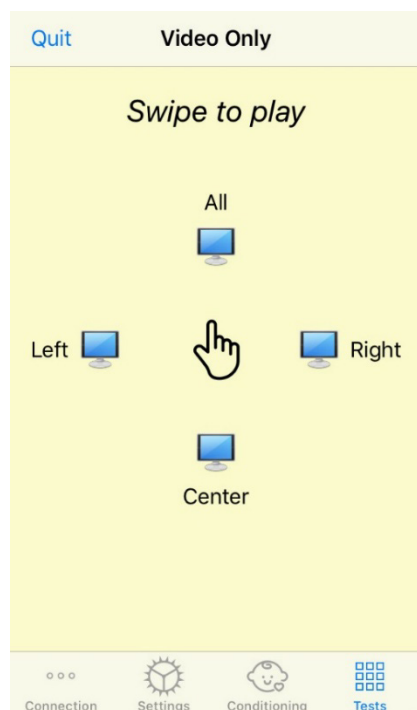 Quit Video Only
Swipe to play
All
Left Right
Center
Connection Settings Conditioning Tests